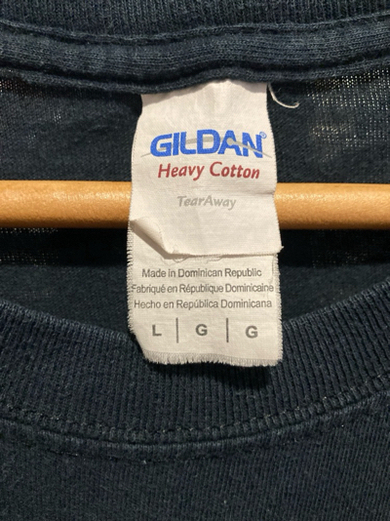 GILDAN®
Heavy Cotton
TearAway
Made in Dominican Republic
Fabriqué en République Dominicaine
Hecho en República Dominicana
L | G | G